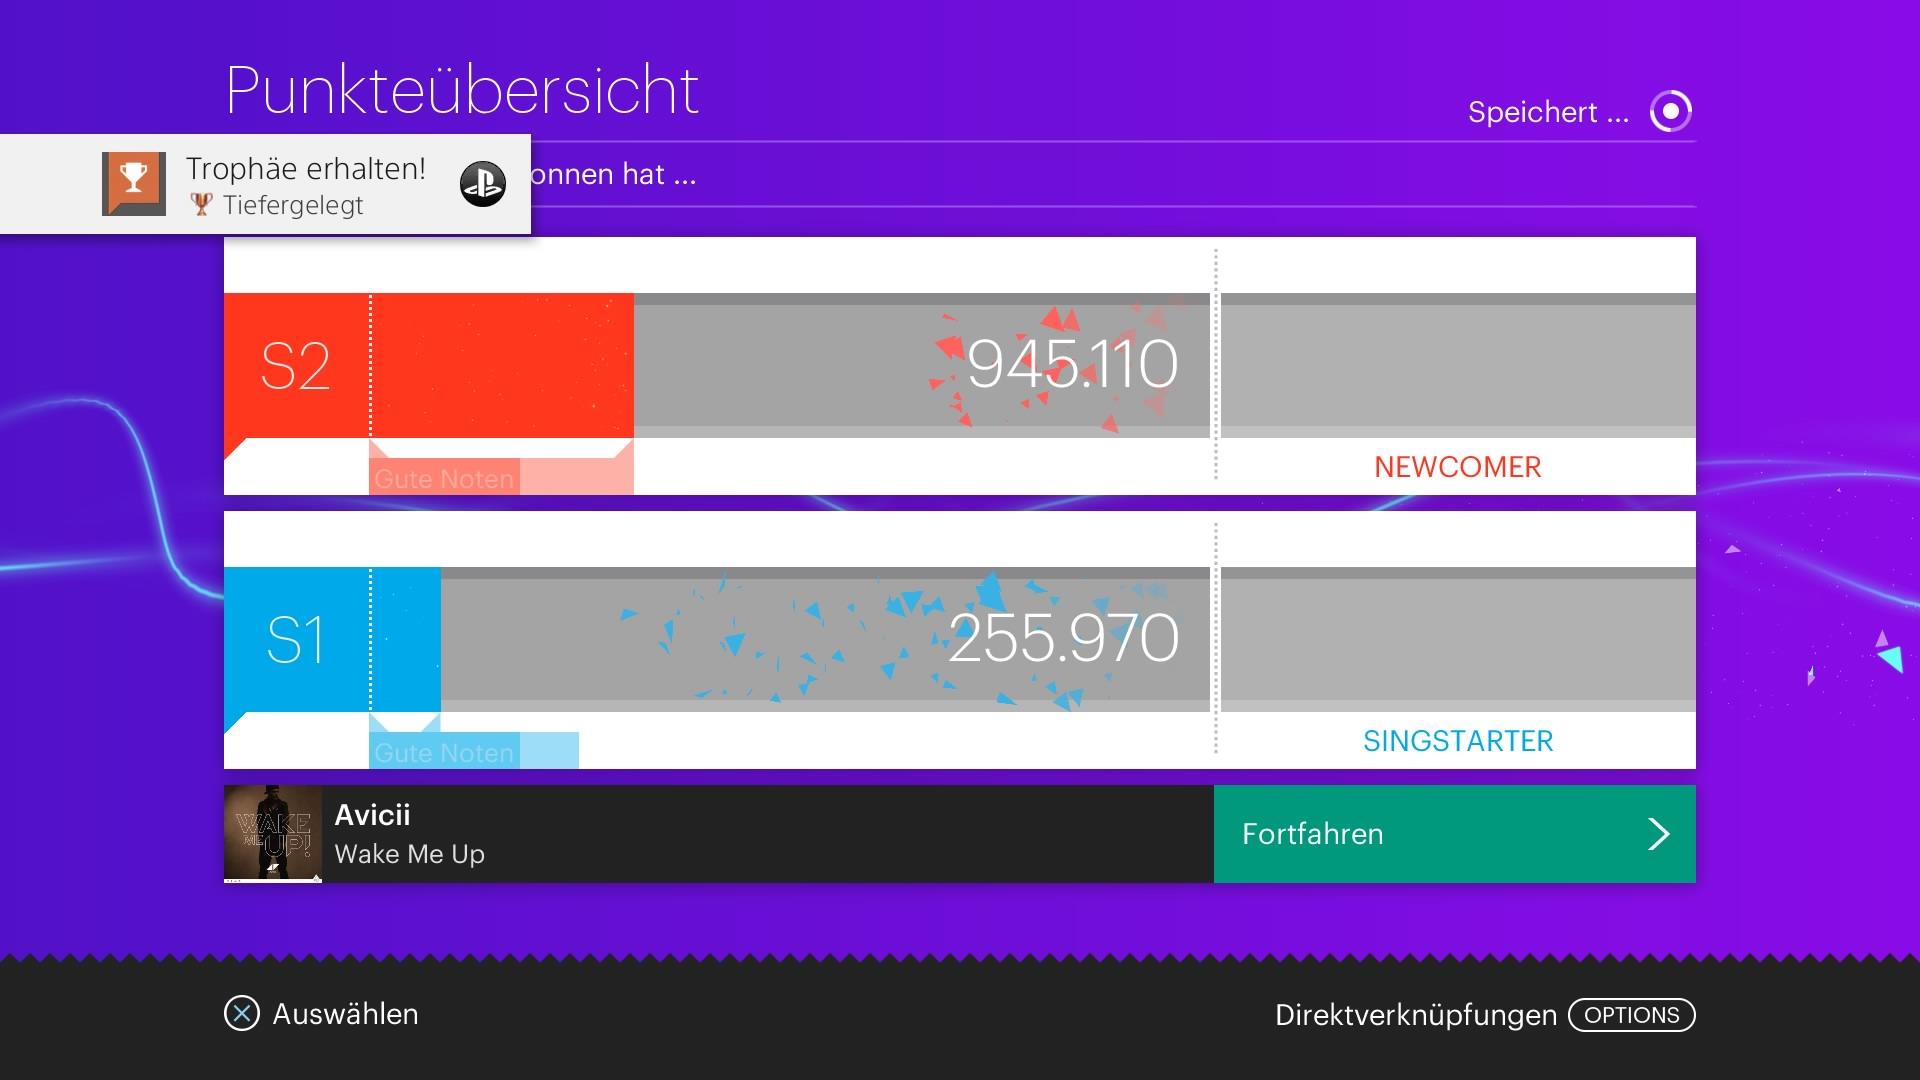 Punkteübersicht
Speichert ...
Trophäe erhalten!
Tiefergelegt
onnen hat ...
S2
945.110
Gute Noten
NEWCOMER
S1
255.970
Gute Noten
SINGSTARTER
WAKE
ME UP!
Avicii
Wake Me Up
Fortfahren
Auswählen
Direktverknüpfungen OPTIONS